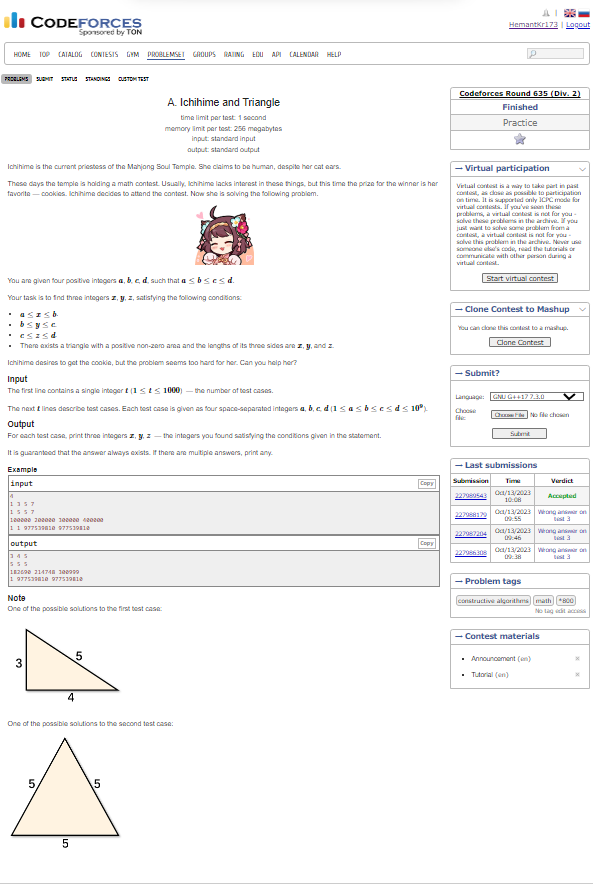 CODEFORCES
Sponsored by TON
HemantKr173 | Logout
HOME TOP CATALOG CONTESTS GYM PROBLEMSET GROUPS RATING EDU API CALENDAR HELP
PROBLEMS SUBMIT STATUS STANDINGS CUSTOM TEST
A. Ichihime and Triangle
time limit per test: 1 second
memory limit per test: 256 megabytes
input: standard input
output: standard output
Ichihime is the current priestess of the Mahjong Soul Temple. She claims to be human, despite her cat ears.
These days the temple is holding a math contest. Usually, Ichihime lacks interest in these things, but this time the prize for the winner is her
favorite — cookies. Ichihime decides to attend the contest. Now she is solving the following problem.
You are given four positive integers a, b, c, d, such that a ≤ b ≤ c ≤ d.
Your task is to find three integers x, y, z, satisfying the following conditions:
• a ≤ x ≤ b.
• b ≤ y ≤ c.
• c ≤ z ≤ d.
• There exists a triangle with a positive non-zero area and the lengths of its three sides are x, y, and z.
Ichihime desires to get the cookie, but the problem seems too hard for her. Can you help her?
Input
The first line contains a single integer t (1 ≤ t ≤ 1000) — the number of test cases.
The next t lines describe test cases. Each test case is given as four space-separated integers a, b, c, d (1 ≤ a ≤ b ≤ c ≤ d ≤ 10⁹).
Output
For each test case, print three integers x, y, z — the integers you found satisfying the conditions given in the statement.
It is guaranteed that the answer always exists. If there are multiple answers, print any.
Example
input Copy
4
1 3 5 7
1 5 5 7
100000 200000 300000 400000
1 1 977539810 977539810
output Copy
3 4 5
5 5 5
182690 214748 300999
1 977539810 977539810
Note
One of the possible solutions to the first test case:
3
5
4
One of the possible solutions to the second test case:
5 5
5
Codeforces Round 635 (Div. 2)
Finished
Practice
→ Virtual participation
Virtual contest is a way to take part in past
contest, as close as possible to participation
on time. It is supported only ICPC mode for
virtual contests. If you've seen these
problems, a virtual contest is not for you -
solve these problems in the archive. If you
just want to solve some problem from a
contest, a virtual contest is not for you -
solve this problem in the archive. Never use
someone else's code, read the tutorials or
communicate with other person during a
virtual contest.
Start virtual contest
→ Clone Contest to Mashup
You can clone this contest to a mashup.
Clone Contest
→ Submit?
Language: GNU G++17 7.3.0
Choose
file: Choose File No file chosen
Submit
→ Last submissions
Submission Time Verdict
227989543 Oct/13/2023 10:08 Accepted
227988179 Oct/13/2023 09:55 Wrong answer on test 3
227987204 Oct/13/2023 09:46 Wrong answer on test 3
227986308 Oct/13/2023 09:38 Wrong answer on test 3
→ Problem tags
constructive algorithms math *800
No tag edit access
→ Contest materials
• Announcement (en)
• Tutorial (en)